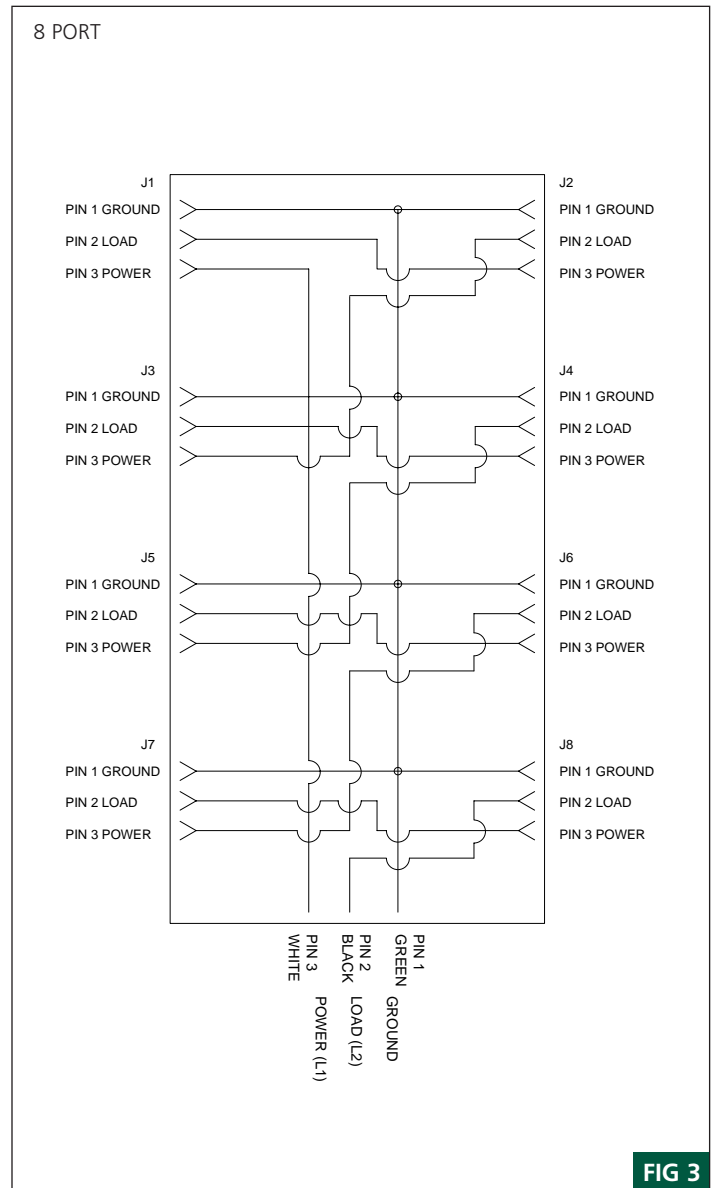 8 PORT
J1
J2
PIN 1 GROUND
PIN 1 GROUND
PIN 2 LOAD
PIN 2 LOAD
PIN 3 POWER
PIN 3 POWER
J3
J4
PIN 1 GROUND
PIN 1 GROUND
PIN 2 LOAD
PIN 2 LOAD
PIN 3 POWER
PIN 3 POWER
J5
J6
PIN 1 GROUND
PIN 1 GROUND
PIN 2 LOAD
PIN 2 LOAD
PIN 3 POWER
PIN 3 POWER
J7
J8
PIN 1 GROUND
PIN 1 GROUND
PIN 2 LOAD
PIN 2 LOAD
PIN 3 POWER
PIN 3 POWER
PIN 1
GREEN GROUND
PIN 2
BLACK LOAD (L2)
PIN 3
WHITE POWER (L1)
FIG 3